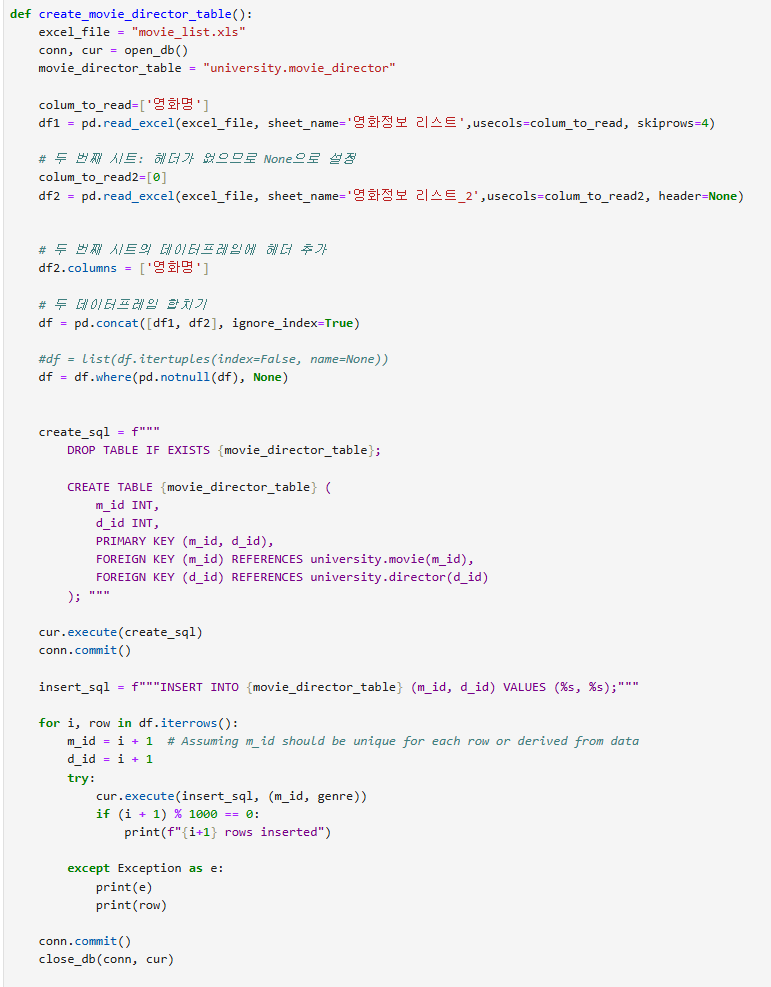 def create_movie_director_table():
    excel_file = "movie_list.xls"
    conn, cur = open_db()
    movie_director_table = "university.movie_director"

    colum_to_read=['영화명']
    df1 = pd.read_excel(excel_file, sheet_name='영화정보 리스트',usecols=colum_to_read, skiprows=4)

    # 두 번째 시트: 헤더가 없으므로 None으로 설정
    colum_to_read2=[0]
    df2 = pd.read_excel(excel_file, sheet_name='영화정보 리스트_2',usecols=colum_to_read2, header=None)

    # 두 번째 시트의 데이터프레임에 헤더 추가
    df2.columns = ['영화명']

    # 두 데이터프레임 합치기
    df = pd.concat([df1, df2], ignore_index=True)

    #df = list(df.itertuples(index=False, name=None))
    df = df.where(pd.notnull(df), None)

    create_sql = f"""
        DROP TABLE IF EXISTS {movie_director_table};

        CREATE TABLE {movie_director_table} (
            m_id INT,
            d_id INT,
            PRIMARY KEY (m_id, d_id),
            FOREIGN KEY (m_id) REFERENCES university.movie(m_id),
            FOREIGN KEY (d_id) REFERENCES university.director(d_id)
        ); """

    cur.execute(create_sql)
    conn.commit()

    insert_sql = f"""INSERT INTO {movie_director_table} (m_id, d_id) VALUES (%s, %s);"""

    for i, row in df.iterrows():
        m_id = i + 1  # Assuming m_id should be unique for each row or derived from data
        d_id = i + 1
        try:
            cur.execute(insert_sql, (m_id, genre))
            if (i + 1) % 1000 == 0:
                print(f"{i+1} rows inserted")

        except Exception as e:
            print(e)
            print(row)

    conn.commit()
    close_db(conn, cur)